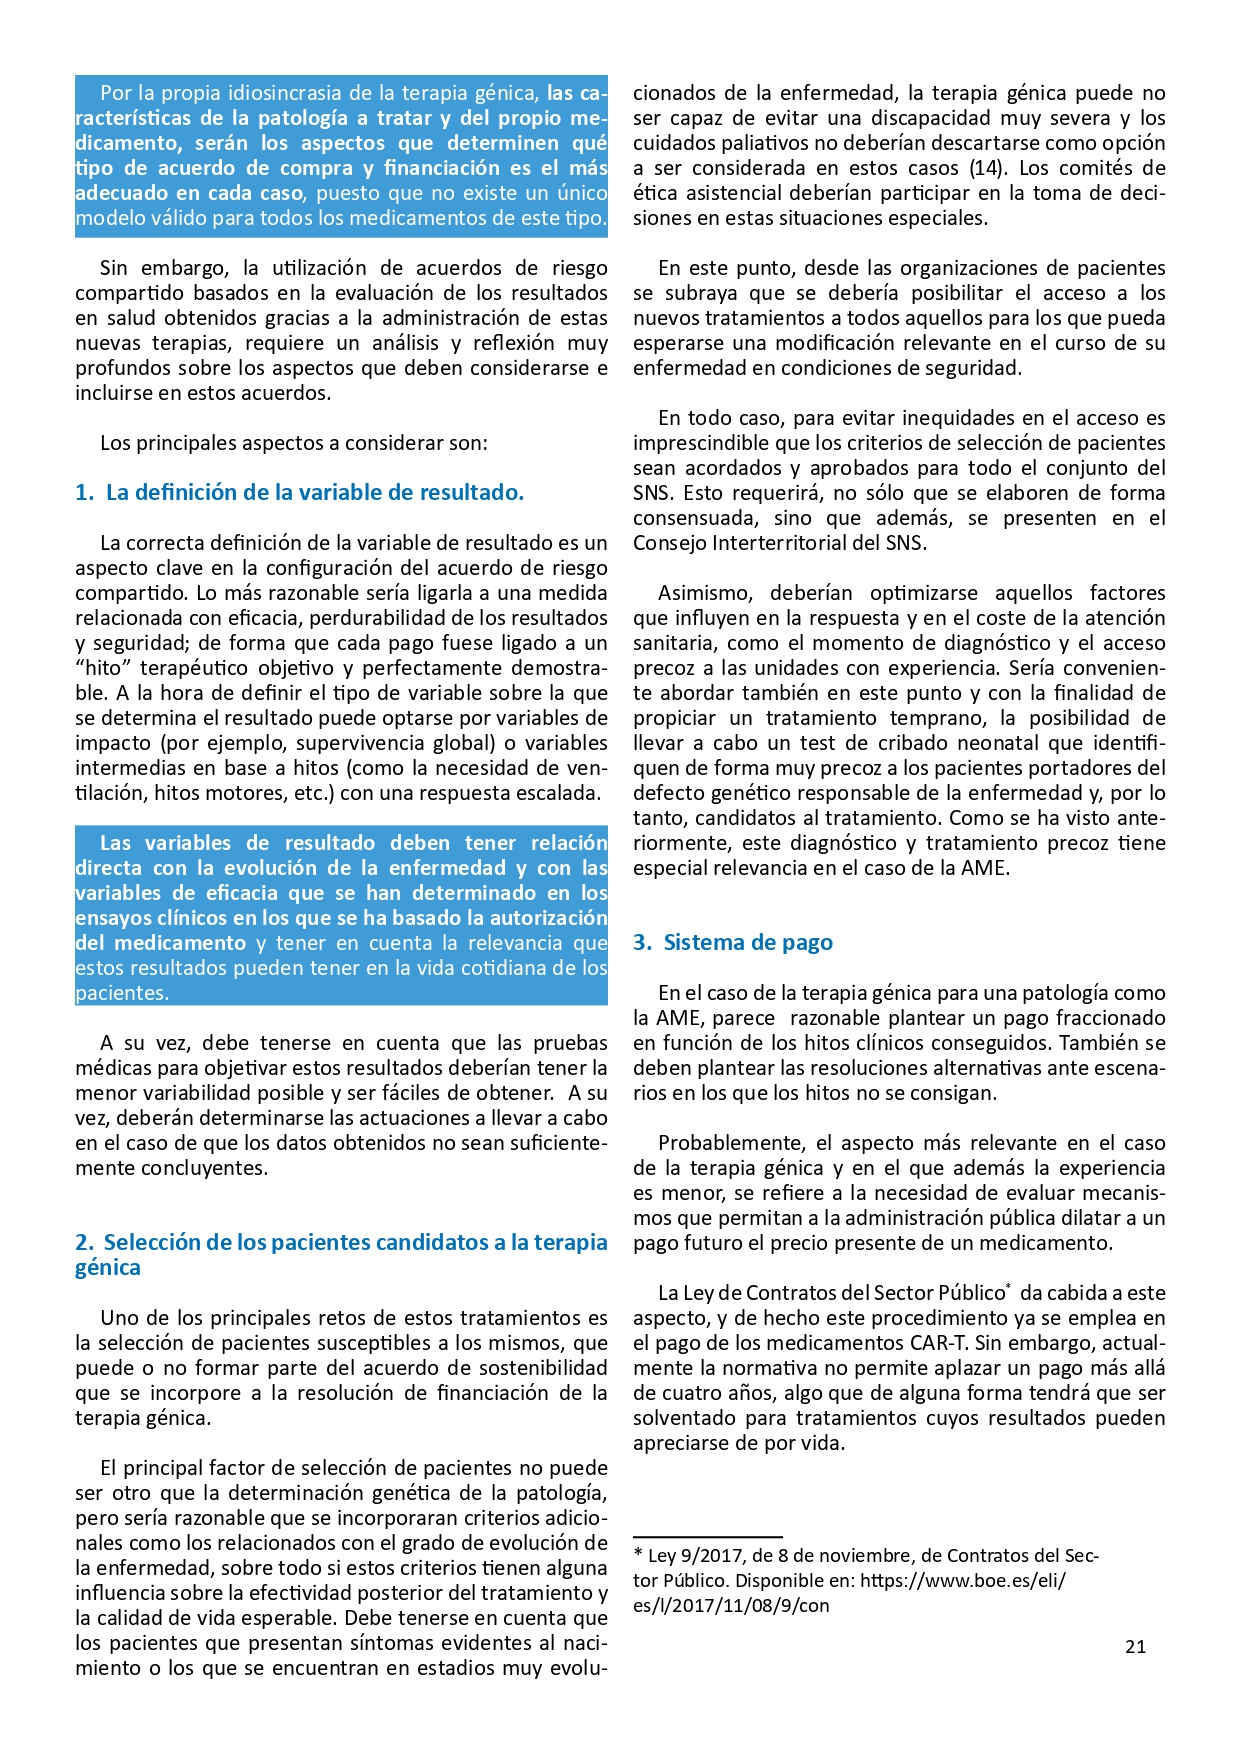 Por la propia idiosincrasia de la terapia génica, las ca-
racterísticas de la patología a tratar y del propio me-
dicamento, serán los aspectos que determinen qué
tipo de acuerdo de compra y financiación es el más
adecuado en cada caso, puesto que no existe un único
modelo válido para todos los medicamentos de este tipo.
Sin embargo, la utilización de acuerdos de riesgo
compartido basados en la evaluación de los resultados
en salud obtenidos gracias a la administración de estas
nuevas terapias, requiere un análisis y reflexión muy
profundos sobre los aspectos que deben considerarse e
incluirse en estos acuerdos.
Los principales aspectos a considerar son:
1. La definición de la variable de resultado.
La correcta definición de la variable de resultado es un
aspecto clave en la configuración del acuerdo de riesgo
compartido. Lo más razonable sería ligarla a una medida
relacionada con eficacia, perdurabilidad de los resultados
y seguridad; de forma que cada pago fuese ligado a un
“hito” terapéutico objetivo y perfectamente demostra-
ble. A la hora de definir el tipo de variable sobre la que
se determina el resultado puede optarse por variables de
impacto (por ejemplo, supervivencia global) o variables
intermedias en base a hitos (como la necesidad de ven-
tilación, hitos motores, etc.) con una respuesta escalada.
Las variables de resultado deben tener relación
directa con la evolución de la enfermedad y con las
variables de eficacia que se han determinado en los
ensayos clínicos en los que se ha basado la autorización
del medicamento y tener en cuenta la relevancia que
estos resultados pueden tener en la vida cotidiana de los
pacientes.
A su vez, debe tenerse en cuenta que las pruebas
médicas para objetivar estos resultados deberían tener la
menor variabilidad posible y ser fáciles de obtener. A su
vez, deberán determinarse las actuaciones a llevar a cabo
en el caso de que los datos obtenidos no sean suficiente-
mente concluyentes.
2. Selección de los pacientes candidatos a la terapia
génica
Uno de los principales retos de estos tratamientos es
la selección de pacientes susceptibles a los mismos, que
puede o no formar parte del acuerdo de sostenibilidad
que se incorpore a la resolución de financiación de la
terapia génica.
El principal factor de selección de pacientes no puede
ser otro que la determinación genética de la patología,
pero sería razonable que se incorporaran criterios adicio-
nales como los relacionados con el grado de evolución de
la enfermedad, sobre todo si estos criterios tienen alguna
influencia sobre la efectividad posterior del tratamiento y
la calidad de vida esperable. Debe tenerse en cuenta que
los pacientes que presentan síntomas evidentes al naci-
miento o los que se encuentran en estadios muy evolu-
cionados de la enfermedad, la terapia génica puede no
ser capaz de evitar una discapacidad muy severa y los
cuidados paliativos no deberían descartarse como opción
a ser considerada en estos casos (14). Los comités de
ética asistencial deberían participar en la toma de deci-
siones en estas situaciones especiales.
En este punto, desde las organizaciones de pacientes
se subraya que se debería posibilitar el acceso a los
nuevos tratamientos a todos aquellos para los que pueda
esperarse una modificación relevante en el curso de su
enfermedad en condiciones de seguridad.
En todo caso, para evitar inequidades en el acceso es
imprescindible que los criterios de selección de pacientes
sean acordados y aprobados para todo el conjunto del
SNS. Esto requerirá, no sólo que se elaboren de forma
consensuada, sino que además, se presenten en el
Consejo Interterritorial del SNS.
Asimismo, deberían optimizarse aquellos factores
que influyen en la respuesta y en el coste de la atención
sanitaria, como el momento de diagnóstico y el acceso
precoz a las unidades con experiencia. Sería convenien-
te abordar también en este punto y con la finalidad de
propiciar un tratamiento temprano, la posibilidad de
llevar a cabo un test de cribado neonatal que identifi-
quen de forma muy precoz a los pacientes portadores del
defecto genético responsable de la enfermedad y, por lo
tanto, candidatos al tratamiento. Como se ha visto ante-
riormente, este diagnóstico y tratamiento precoz tiene
especial relevancia en el caso de la AME.
3. Sistema de pago
En el caso de la terapia génica para una patología como
la AME, parece razonable plantear un pago fraccionado
en función de los hitos clínicos conseguidos. También se
deben plantear las resoluciones alternativas ante escena-
rios en los que los hitos no se consigan.
Probablemente, el aspecto más relevante en el caso
de la terapia génica y en el que además la experiencia
es menor, se refiere a la necesidad de evaluar mecanis-
mos que permitan a la administración pública dilatar a un
pago futuro el precio presente de un medicamento.
La Ley de Contratos del Sector Público* da cabida a este
aspecto, y de hecho este procedimiento ya se emplea en
el pago de los medicamentos CAR-T. Sin embargo, actual-
mente la normativa no permite aplazar un pago más allá
de cuatro años, algo que de alguna forma tendrá que ser
solventado para tratamientos cuyos resultados pueden
apreciarse de por vida.
* Ley 9/2017, de 8 de noviembre, de Contratos del Sec-
tor Público. Disponible en: https://www.boe.es/eli/
es/l/2017/11/08/9/con
21